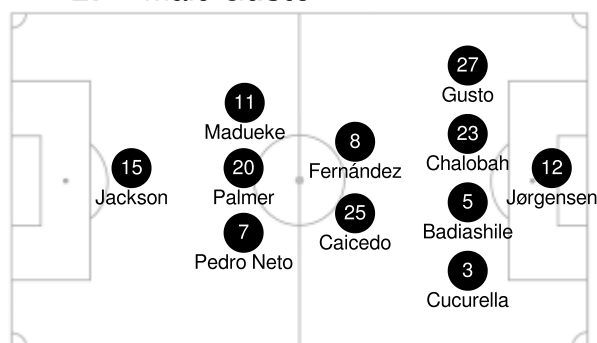 11
Madueke
15
Jackson
20
Palmer
7
Pedro Neto
8
Fernández
25
Caicedo
27
Gusto
23
Chalobah
5
Badiashile
3
Cucurella
12
Jørgensen